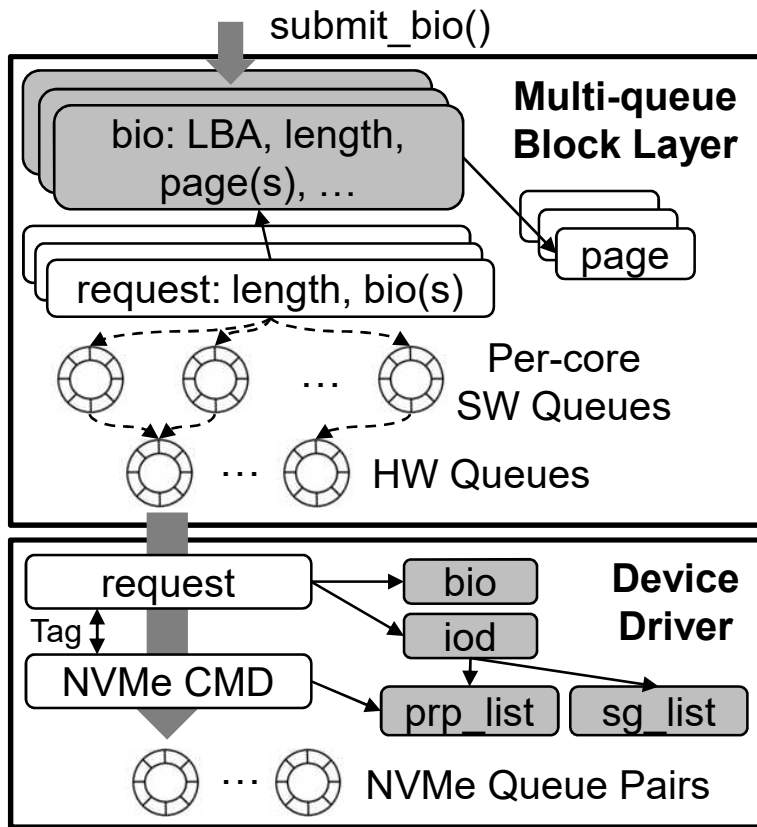 submit_bio()
Multi-queue
Block Layer
bio: LBA, length,
page(s), ...
page
request: length, bio(s)
...
Per-core
SW Queues
...
HW Queues
Device
Driver
request
bio
Tag
iod
NVMe CMD
prp_list
sg_list
...
NVMe Queue Pairs